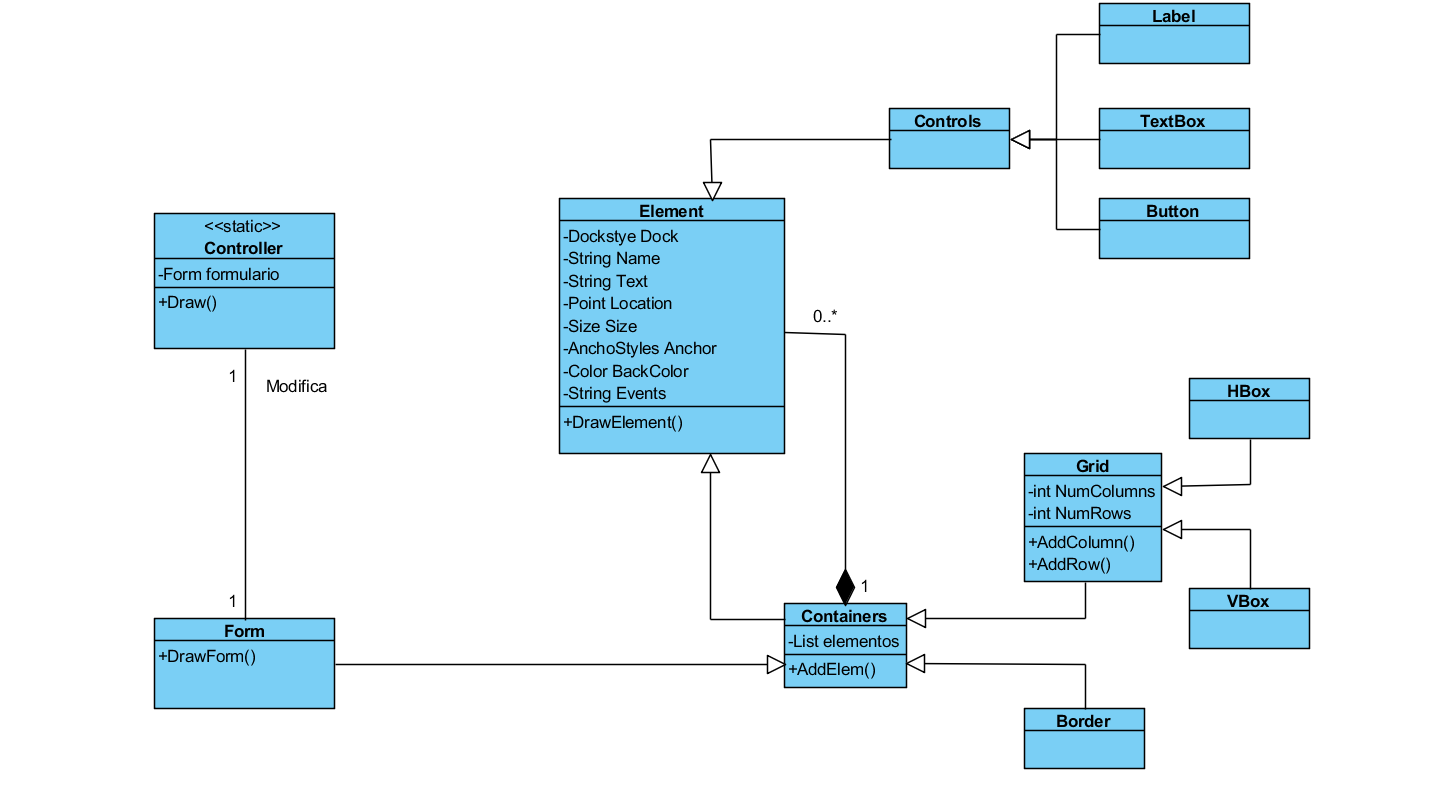 Label
Controls
TextBox
Button
Element
-Dockstye Dock
-String Name
-String Text
-Point Location
-Size Size
-AnchoStyles Anchor
-Color BackColor
-String Events
+DrawElement()
<<static>>
Controller
-Form formulario
+Draw()
0..*
1
Modifica
HBox
Grid
-int NumColumns
-int NumRows
+AddColumn()
+AddRow()
1
1
VBox
Form
+DrawForm()
Containers
-List elementos
+AddElem()
Border